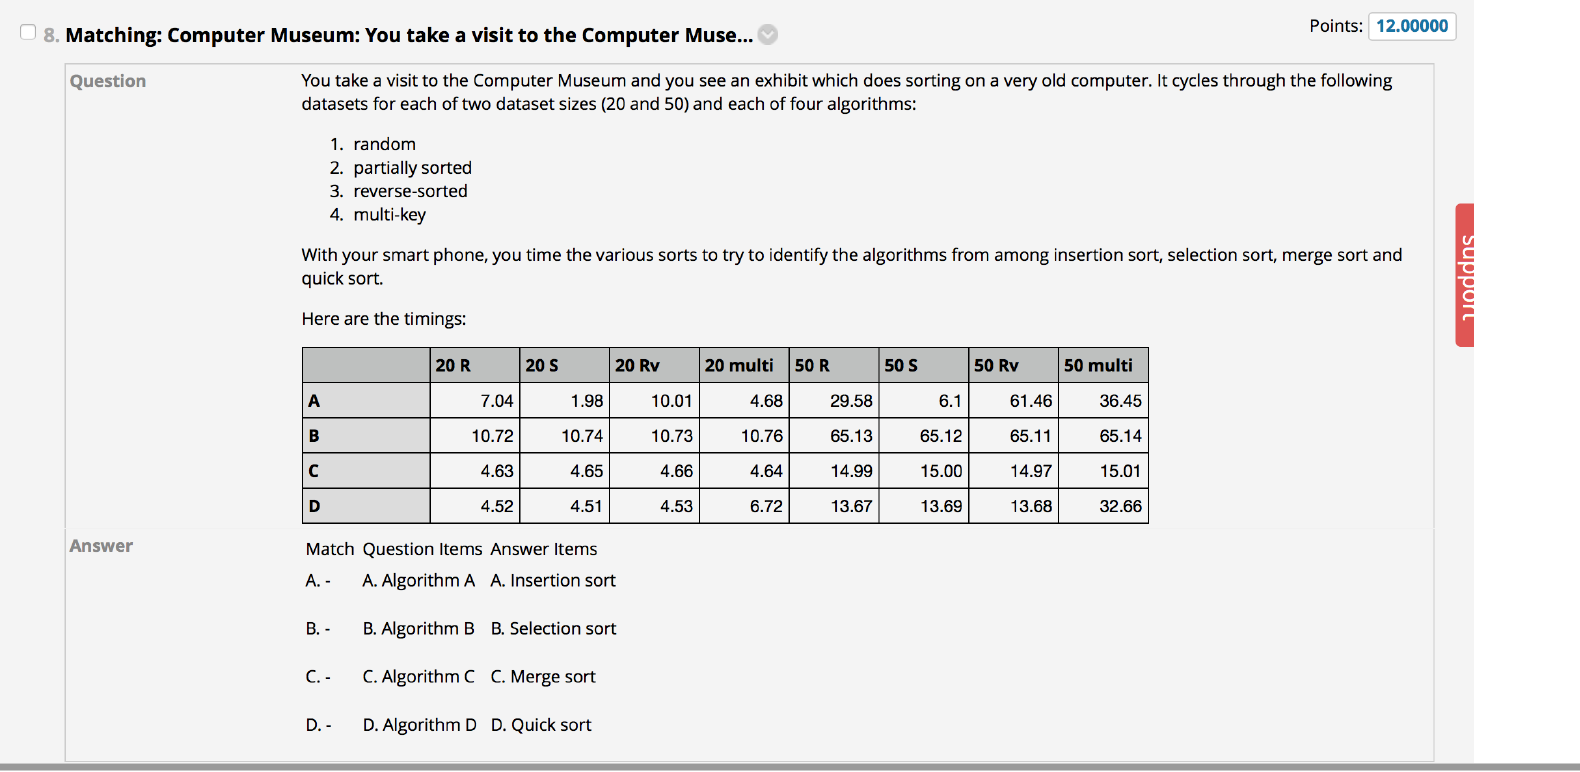 8. Matching: Computer Museum: You take a visit to the Computer Muse...
Points: 12.00000
Question
You take a visit to the Computer Museum and you see an exhibit which does sorting on a very old computer. It cycles through the following
datasets for each of two dataset sizes (20 and 50) and each of four algorithms:
1. random
2. partially sorted
3. reverse-sorted
4. multi-key
With your smart phone, you time the various sorts to try to identify the algorithms from among insertion sort, selection sort, merge sort and
quick sort.
Here are the timings:
20 R 20 S 20 Rv 20 multi 50 R 50 S 50 Rv 50 multi
A 7.04 1.98 10.01 4.68 29.58 6.1 61.46 36.45
B 10.72 10.74 10.73 10.76 65.13 65.12 65.11 65.14
C 4.63 4.65 4.66 4.64 14.99 15.00 14.97 15.01
D 4.52 4.51 4.53 6.72 13.67 13.69 13.68 32.66
Answer
Match Question Items Answer Items
A. - A. Algorithm A A. Insertion sort
B. - B. Algorithm B B. Selection sort
C. - C. Algorithm C C. Merge sort
D. - D. Algorithm D D. Quick sort
support